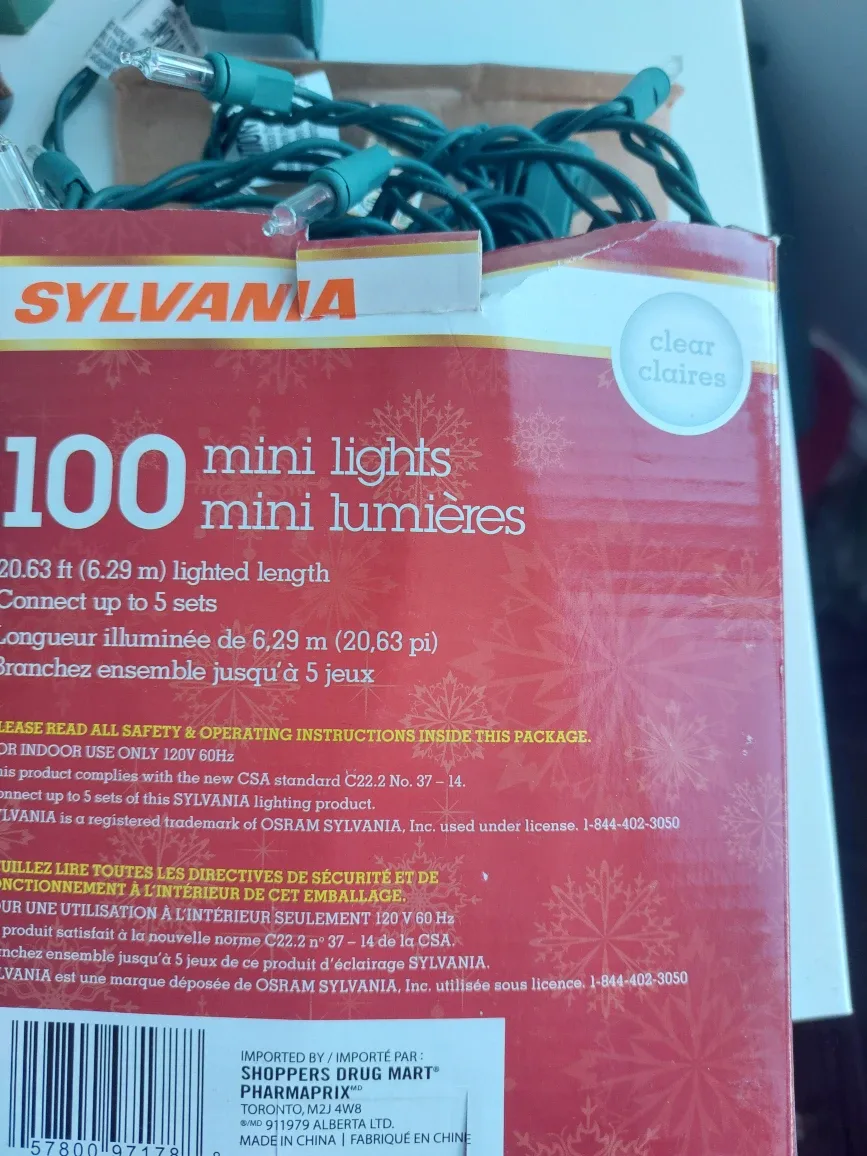 SYLVANIA
clear
claires
100 mini lights
mini lumières
20.63 ft (6.29 m) lighted length
Connect up to 5 sets
Longueur illuminée de 6,29 m (20,63 pi)
Branchez ensemble jusqu'à 5 jeux
LEASE READ ALL SAFETY & OPERATING INSTRUCTIONS INSIDE THIS PACKAGE.
OR INDOOR USE ONLY 120V 60Hz
his product complies with the new CSA standard C22.2 No. 37 – 14.
onnect up to 5 sets of this SYLVANIA lighting product.
YLVANIA is a registered trademark of OSRAM SYLVANIA, Inc. used under license. 1-844-402-3050
UILLEZ LIRE TOUTES LES DIRECTIVES DE SÉCURITÉ ET DE
ONCTIONNEMENT À L'INTÉRIEUR DE CET EMBALLAGE.
UR UNE UTILISATION À L'INTÉRIEUR SEULEMENT 120 V 60 Hz
produit satisfait à la nouvelle norme C22.2 nº 37 – 14 de la CSA.
nchez ensemble jusqu'à 5 jeux de ce produit d'éclairage SYLVANIA.
LVANIA est une marque déposée de OSRAM SYLVANIA, Inc. utilisée sous licence. 1-844-402-3050
IMPORTED BY / IMPORTÉ PAR :
SHOPPERS DRUG MART®
PHARMAPRIX MD
TORONTO, M2J 4W8
®/MD 911979 ALBERTA LTD.
MADE IN CHINA | FABRIQUÉ EN CHINE
57800 97178